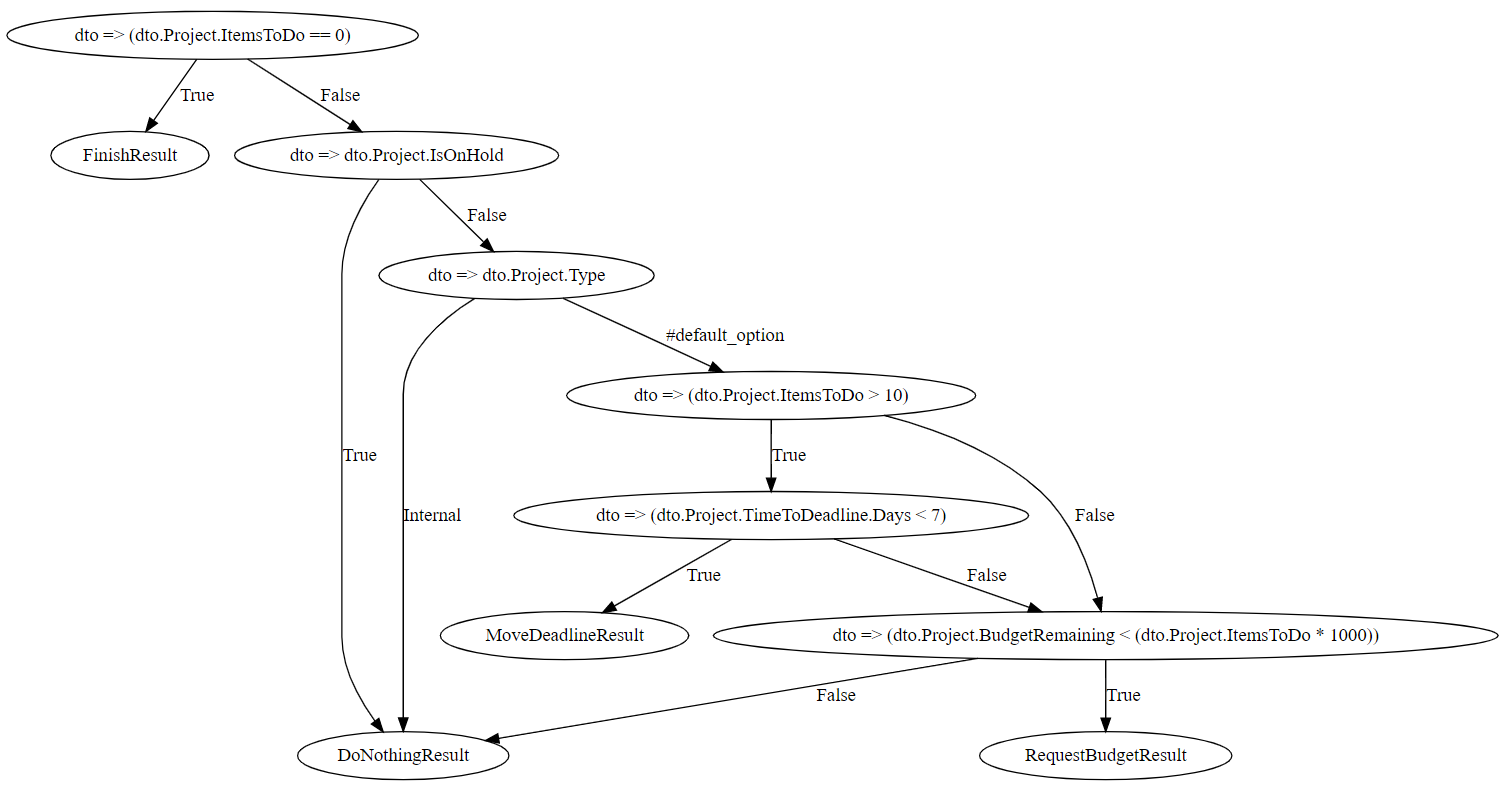 dto => (dto.Project.ItemsToDo == 0)
True
False
FinishResult
dto => dto.Project.IsOnHold
False
dto => dto.Project.Type
#default_option
dto => (dto.Project.ItemsToDo > 10)
True
True
Internal
dto => (dto.Project.TimeToDeadline.Days < 7)
False
True
False
MoveDeadlineResult
dto => (dto.Project.BudgetRemaining < (dto.Project.ItemsToDo * 1000))
False
True
DoNothingResult
RequestBudgetResult